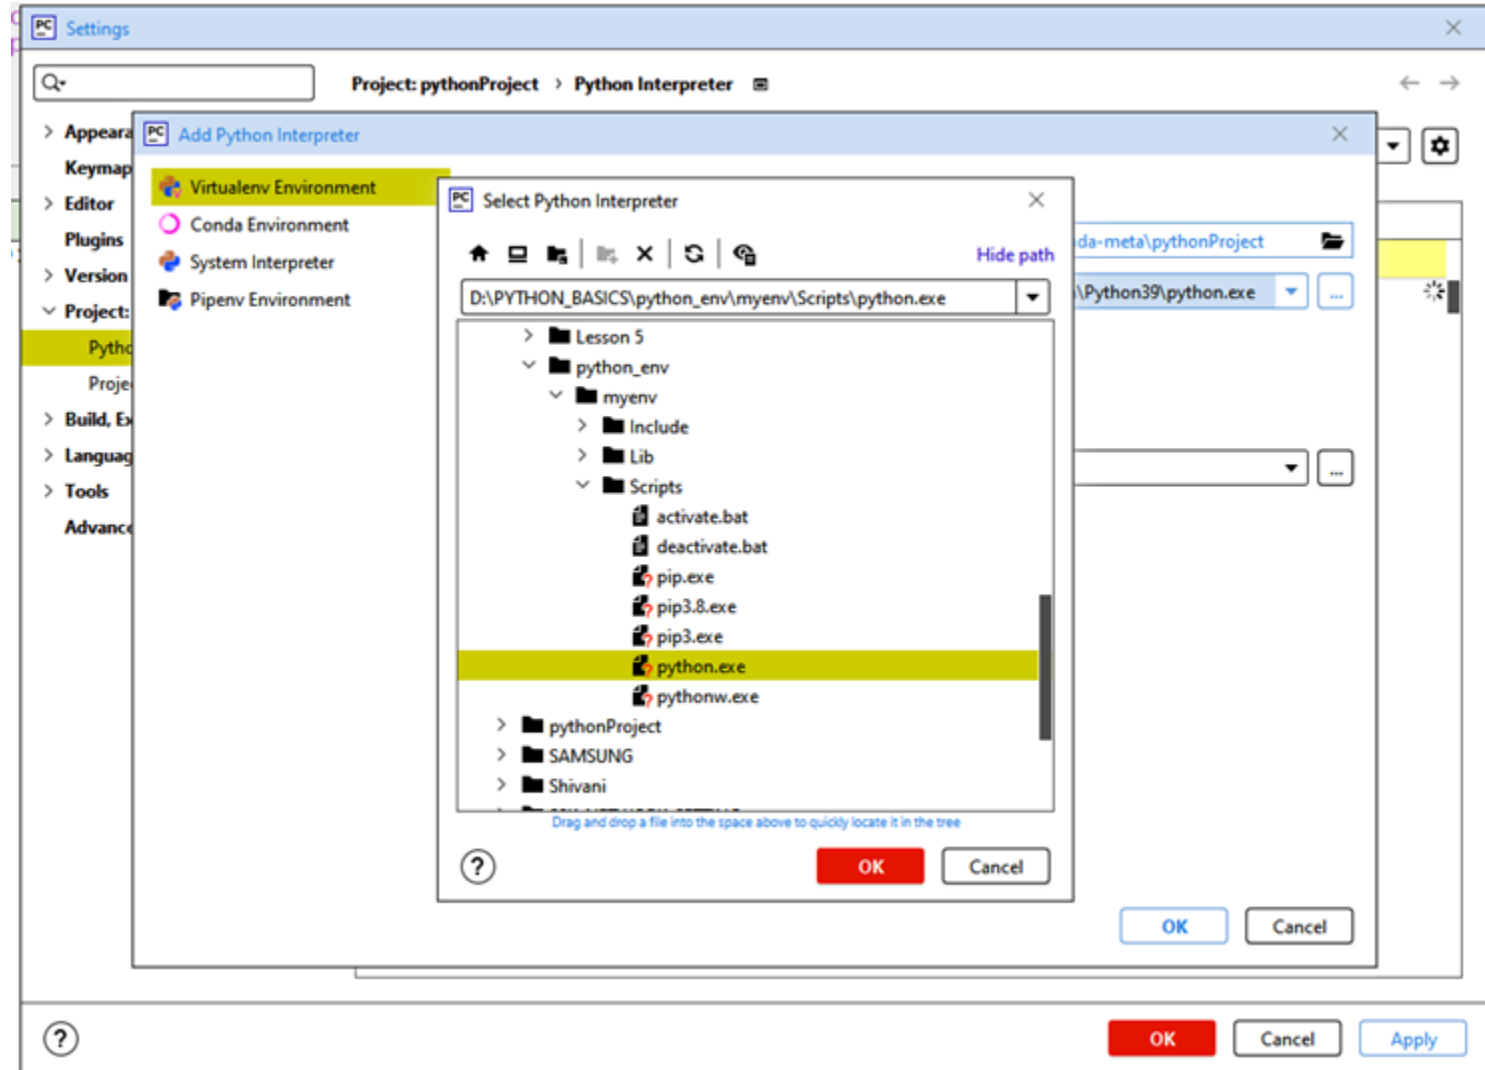 Settings
Project: pythonProject > Python Interpreter
Appeara
Keymap
Editor
Plugins
Version
Project:
Pytho
Projec
Build, Ex
Languag
Tools
Advance
Add Python Interpreter
Virtualenv Environment
Conda Environment
System Interpreter
Pipenv Environment
da-meta\pythonProject
\Python39\python.exe
...
...
Select Python Interpreter
Hide path
D:\PYTHON_BASICS\python_env\myenv\Scripts\python.exe
Lesson 5
python_env
myenv
Include
Lib
Scripts
activate.bat
deactivate.bat
pip.exe
pip3.8.exe
pip3.exe
python.exe
pythonw.exe
pythonProject
SAMSUNG
Shivani
Drag and drop a file into the space above to quickly locate it in the tree
? OK Cancel
OK Cancel
? OK Cancel Apply